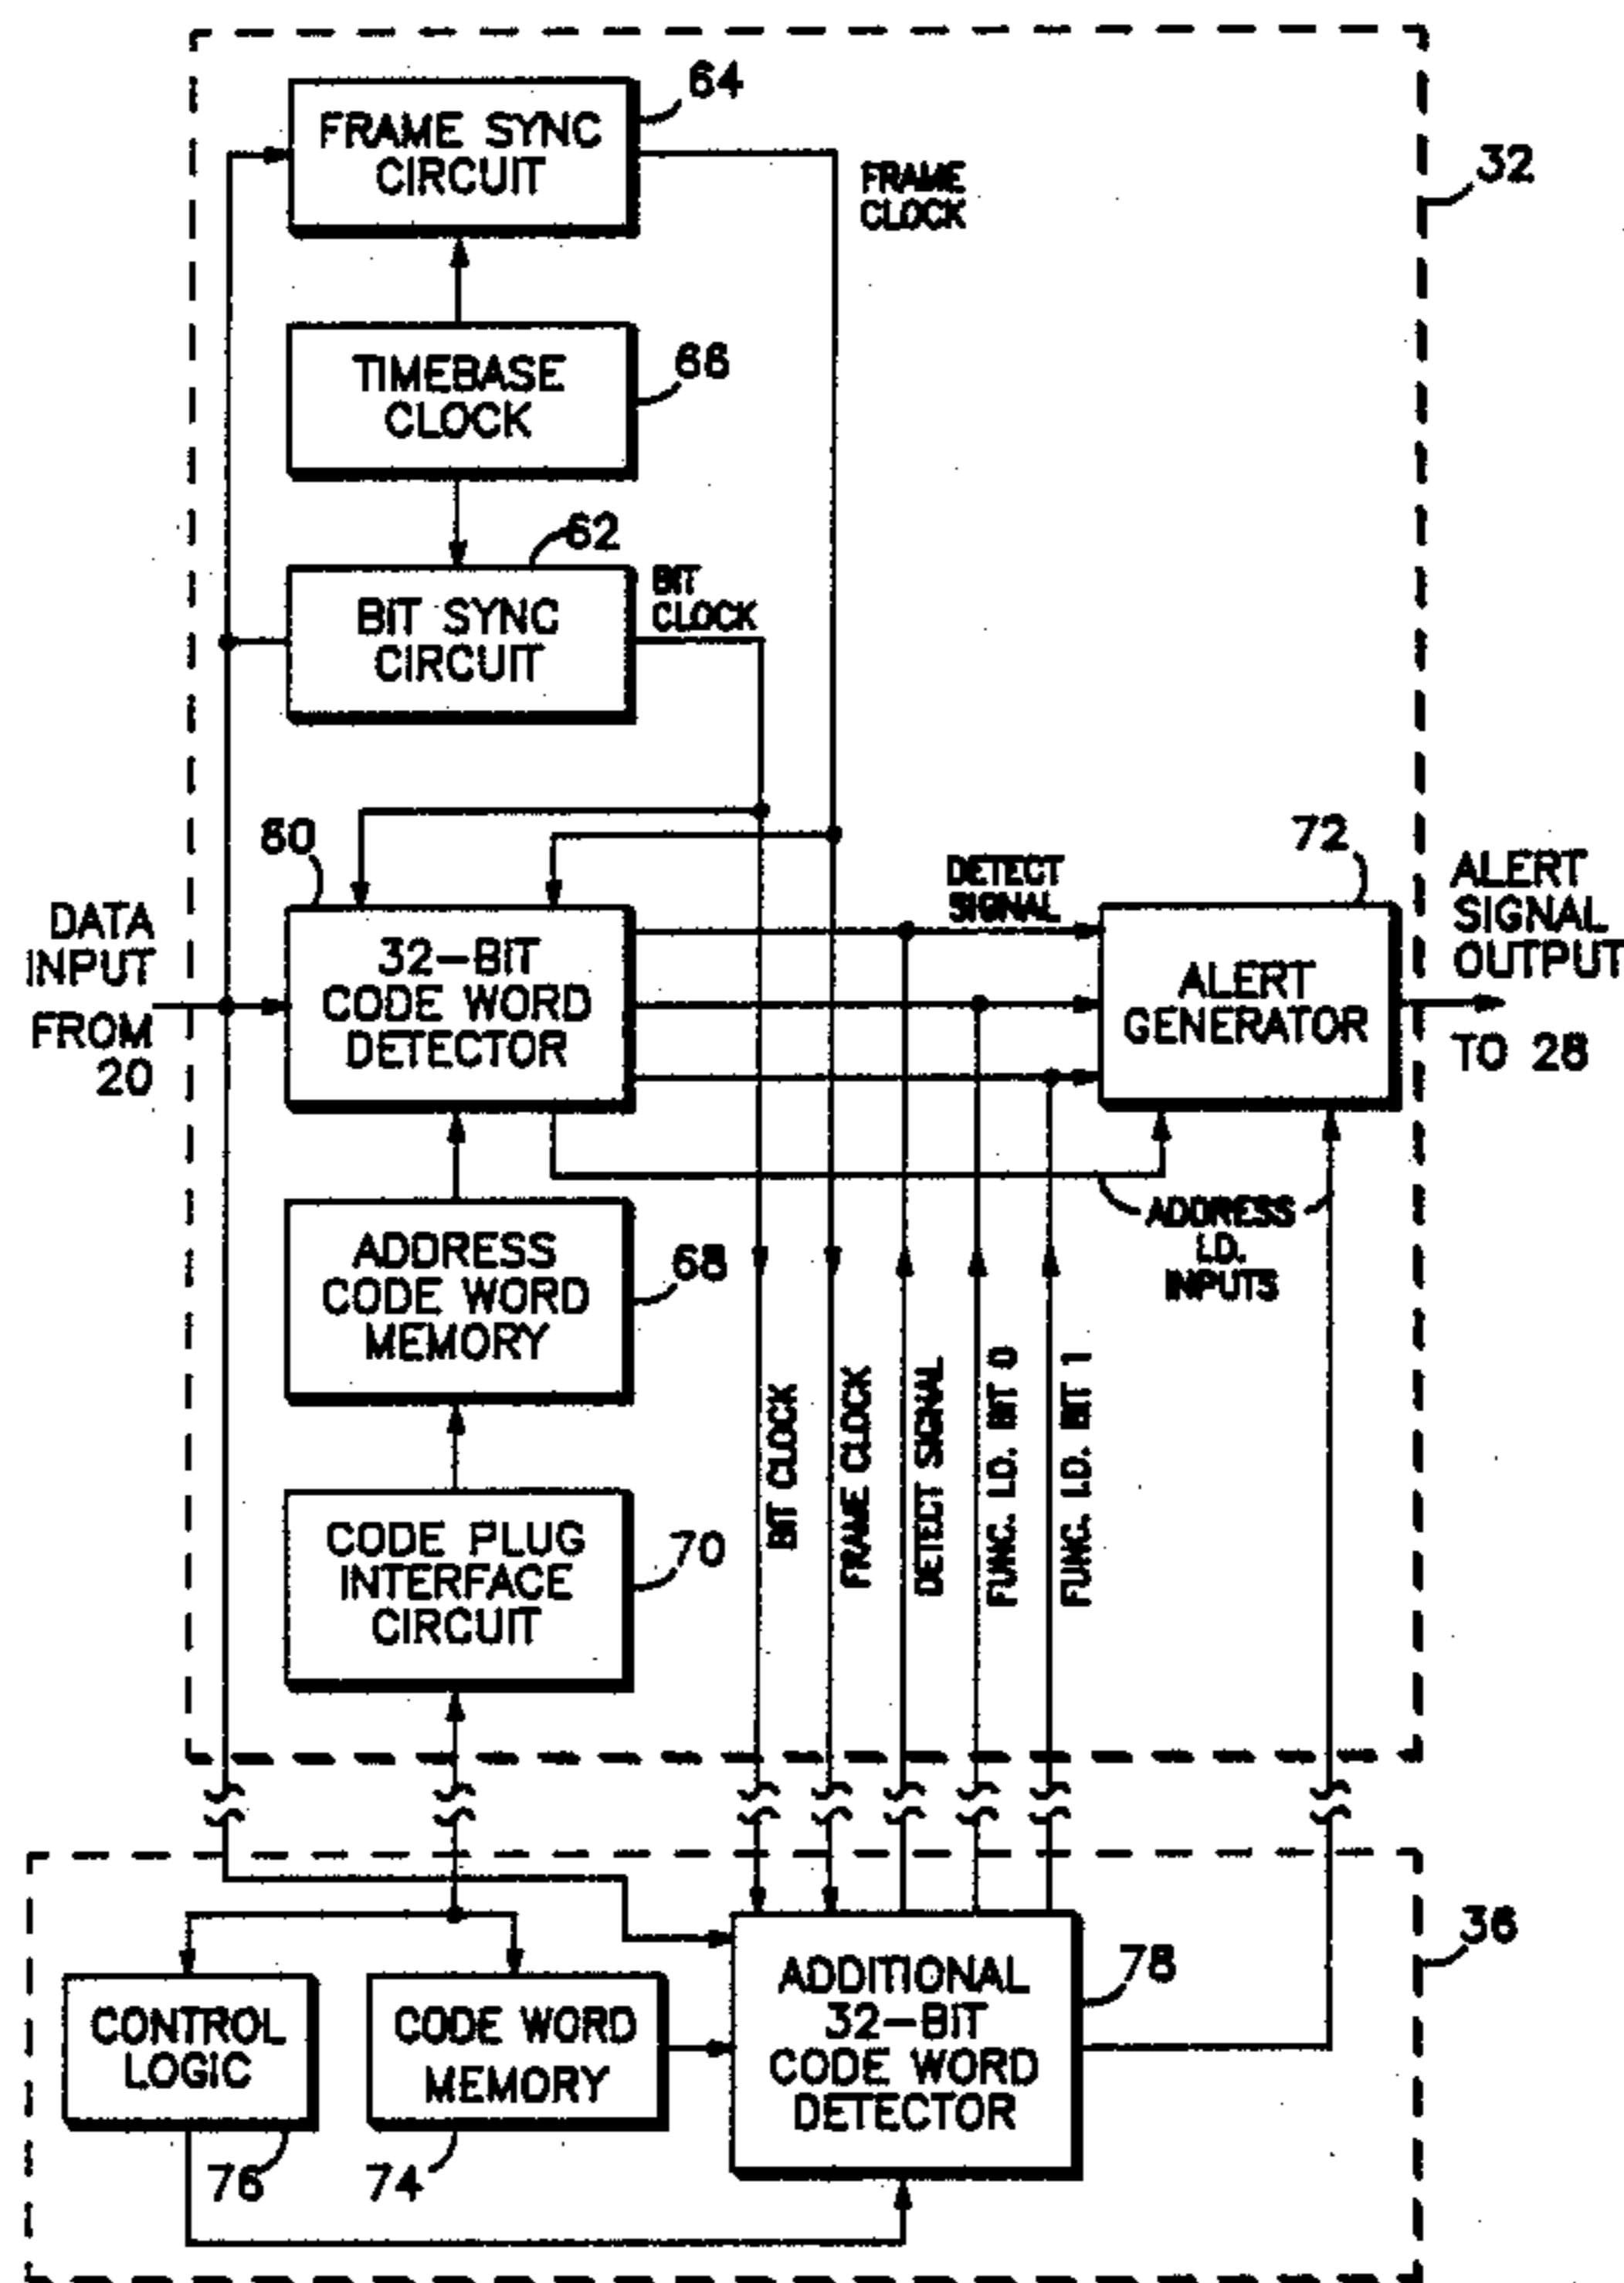 64
FRAME SYNC
CIRCUIT
FRAME
CLOCK
32
TIMEBASE
CLOCK
66
62
BIT SYNC
CIRCUIT
BIT
CLOCK
60
DATA
INPUT
FROM
20
32-BIT
CODE WORD
DETECTOR
DETECT
SIGNAL
72
ALERT
GENERATOR
ALERT
SIGNAL
OUTPUT
TO 28
ADDRESS
I.D.
INPUTS
ADDRESS
CODE WORD
MEMORY
68
BIT CLOCK
FRAME CLOCK
DETECT SIGNAL
FUNC. I.D. BIT 0
FUNC. I.D. BIT 1
CODE PLUG
INTERFACE
CIRCUIT
70
36
CONTROL
LOGIC
76
CODE WORD
MEMORY
74
ADDITIONAL
32-BIT
CODE WORD
DETECTOR
78